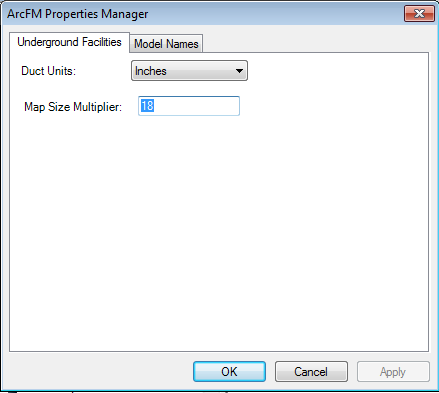 ArcFM Properties Manager
Underground Facilities Model Names
Duct Units: Inches
Map Size Multiplier: 18
OK Cancel Apply